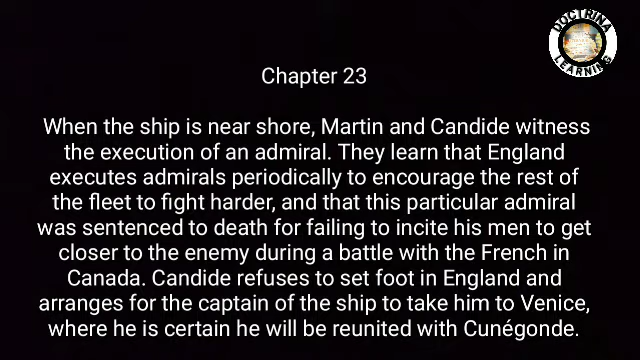 DOCTRINA
LEARNING
Chapter 23
When the ship is near shore, Martin and Candide witness
the execution of an admiral. They learn that England
executes admirals periodically to encourage the rest of
the fleet to fight harder, and that this particular admiral
was sentenced to death for failing to incite his men to get
closer to the enemy during a battle with the French in
Canada. Candide refuses to set foot in England and
arranges for the captain of the ship to take him to Venice,
where he is certain he will be reunited with Cunégonde.